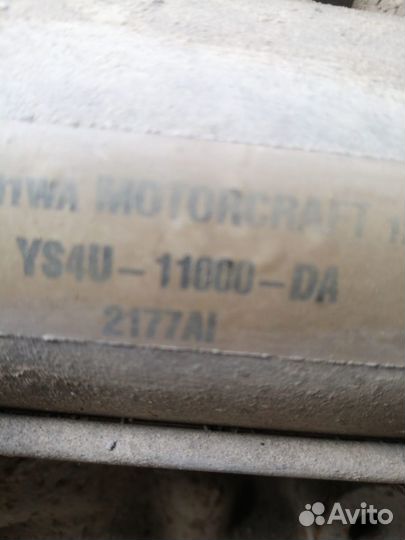 MOTORCRAFT
YS4U-11000-DA
2177AI
Avito